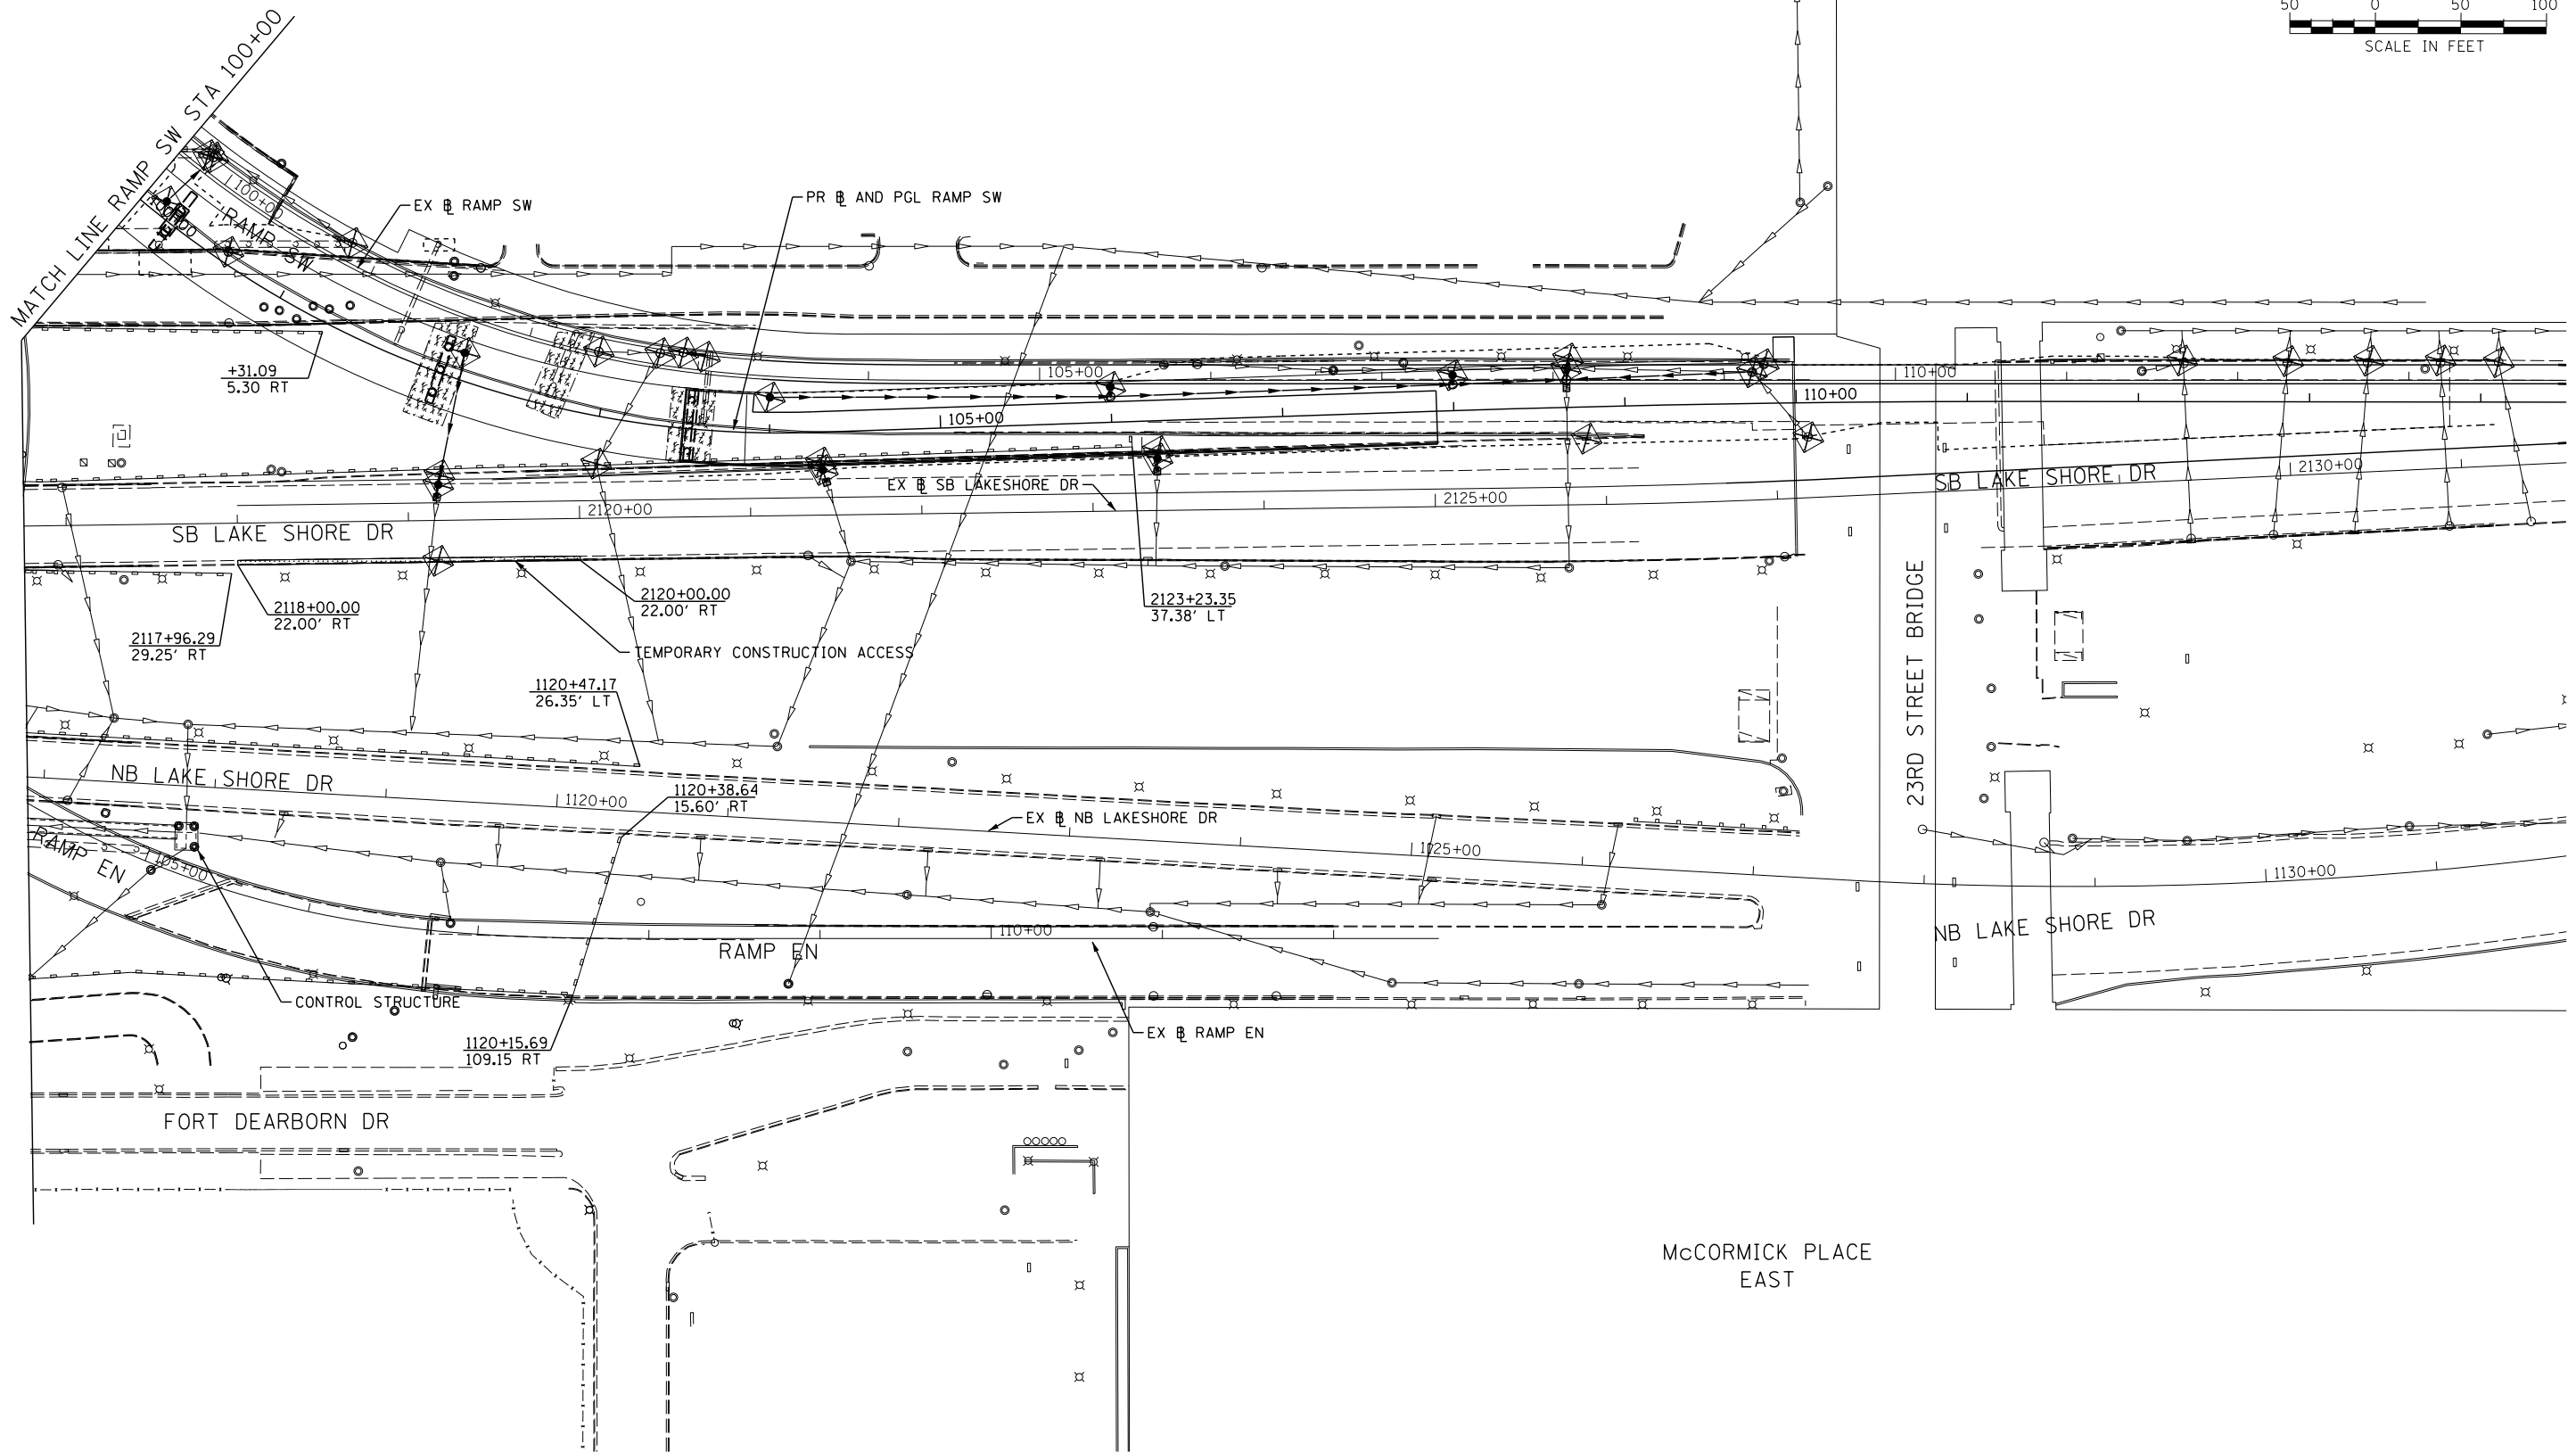 50 0 50 100
SCALE IN FEET
MATCH LINE RAMP SW STA 100+00
100+00
RAMP SW
EX BL RAMP SW
PR BL AND PGL RAMP SW
+31.09
5.30 RT
105+00
110+00
105+00
110+00
EX BL SB LAKESHORE DR
2120+00
2125+00
2130+00
SB LAKE SHORE DR
SB LAKE SHORE DR
2118+00.00
22.00' RT
2120+00.00
22.00' RT
2123+23.35
37.38' LT
2117+96.29
29.25' RT
TEMPORARY CONSTRUCTION ACCESS
1120+47.17
26.35' LT
23RD STREET BRIDGE
NB LAKE SHORE DR
1120+38.64
15.60' RT
1120+00
EX BL NB LAKESHORE DR
1125+00
1130+00
RAMP EN
105+00
NB LAKE SHORE DR
110+00
RAMP EN
CONTROL STRUCTURE
EX BL RAMP EN
1120+15.69
109.15 RT
FORT DEARBORN DR
McCORMICK PLACE
EAST